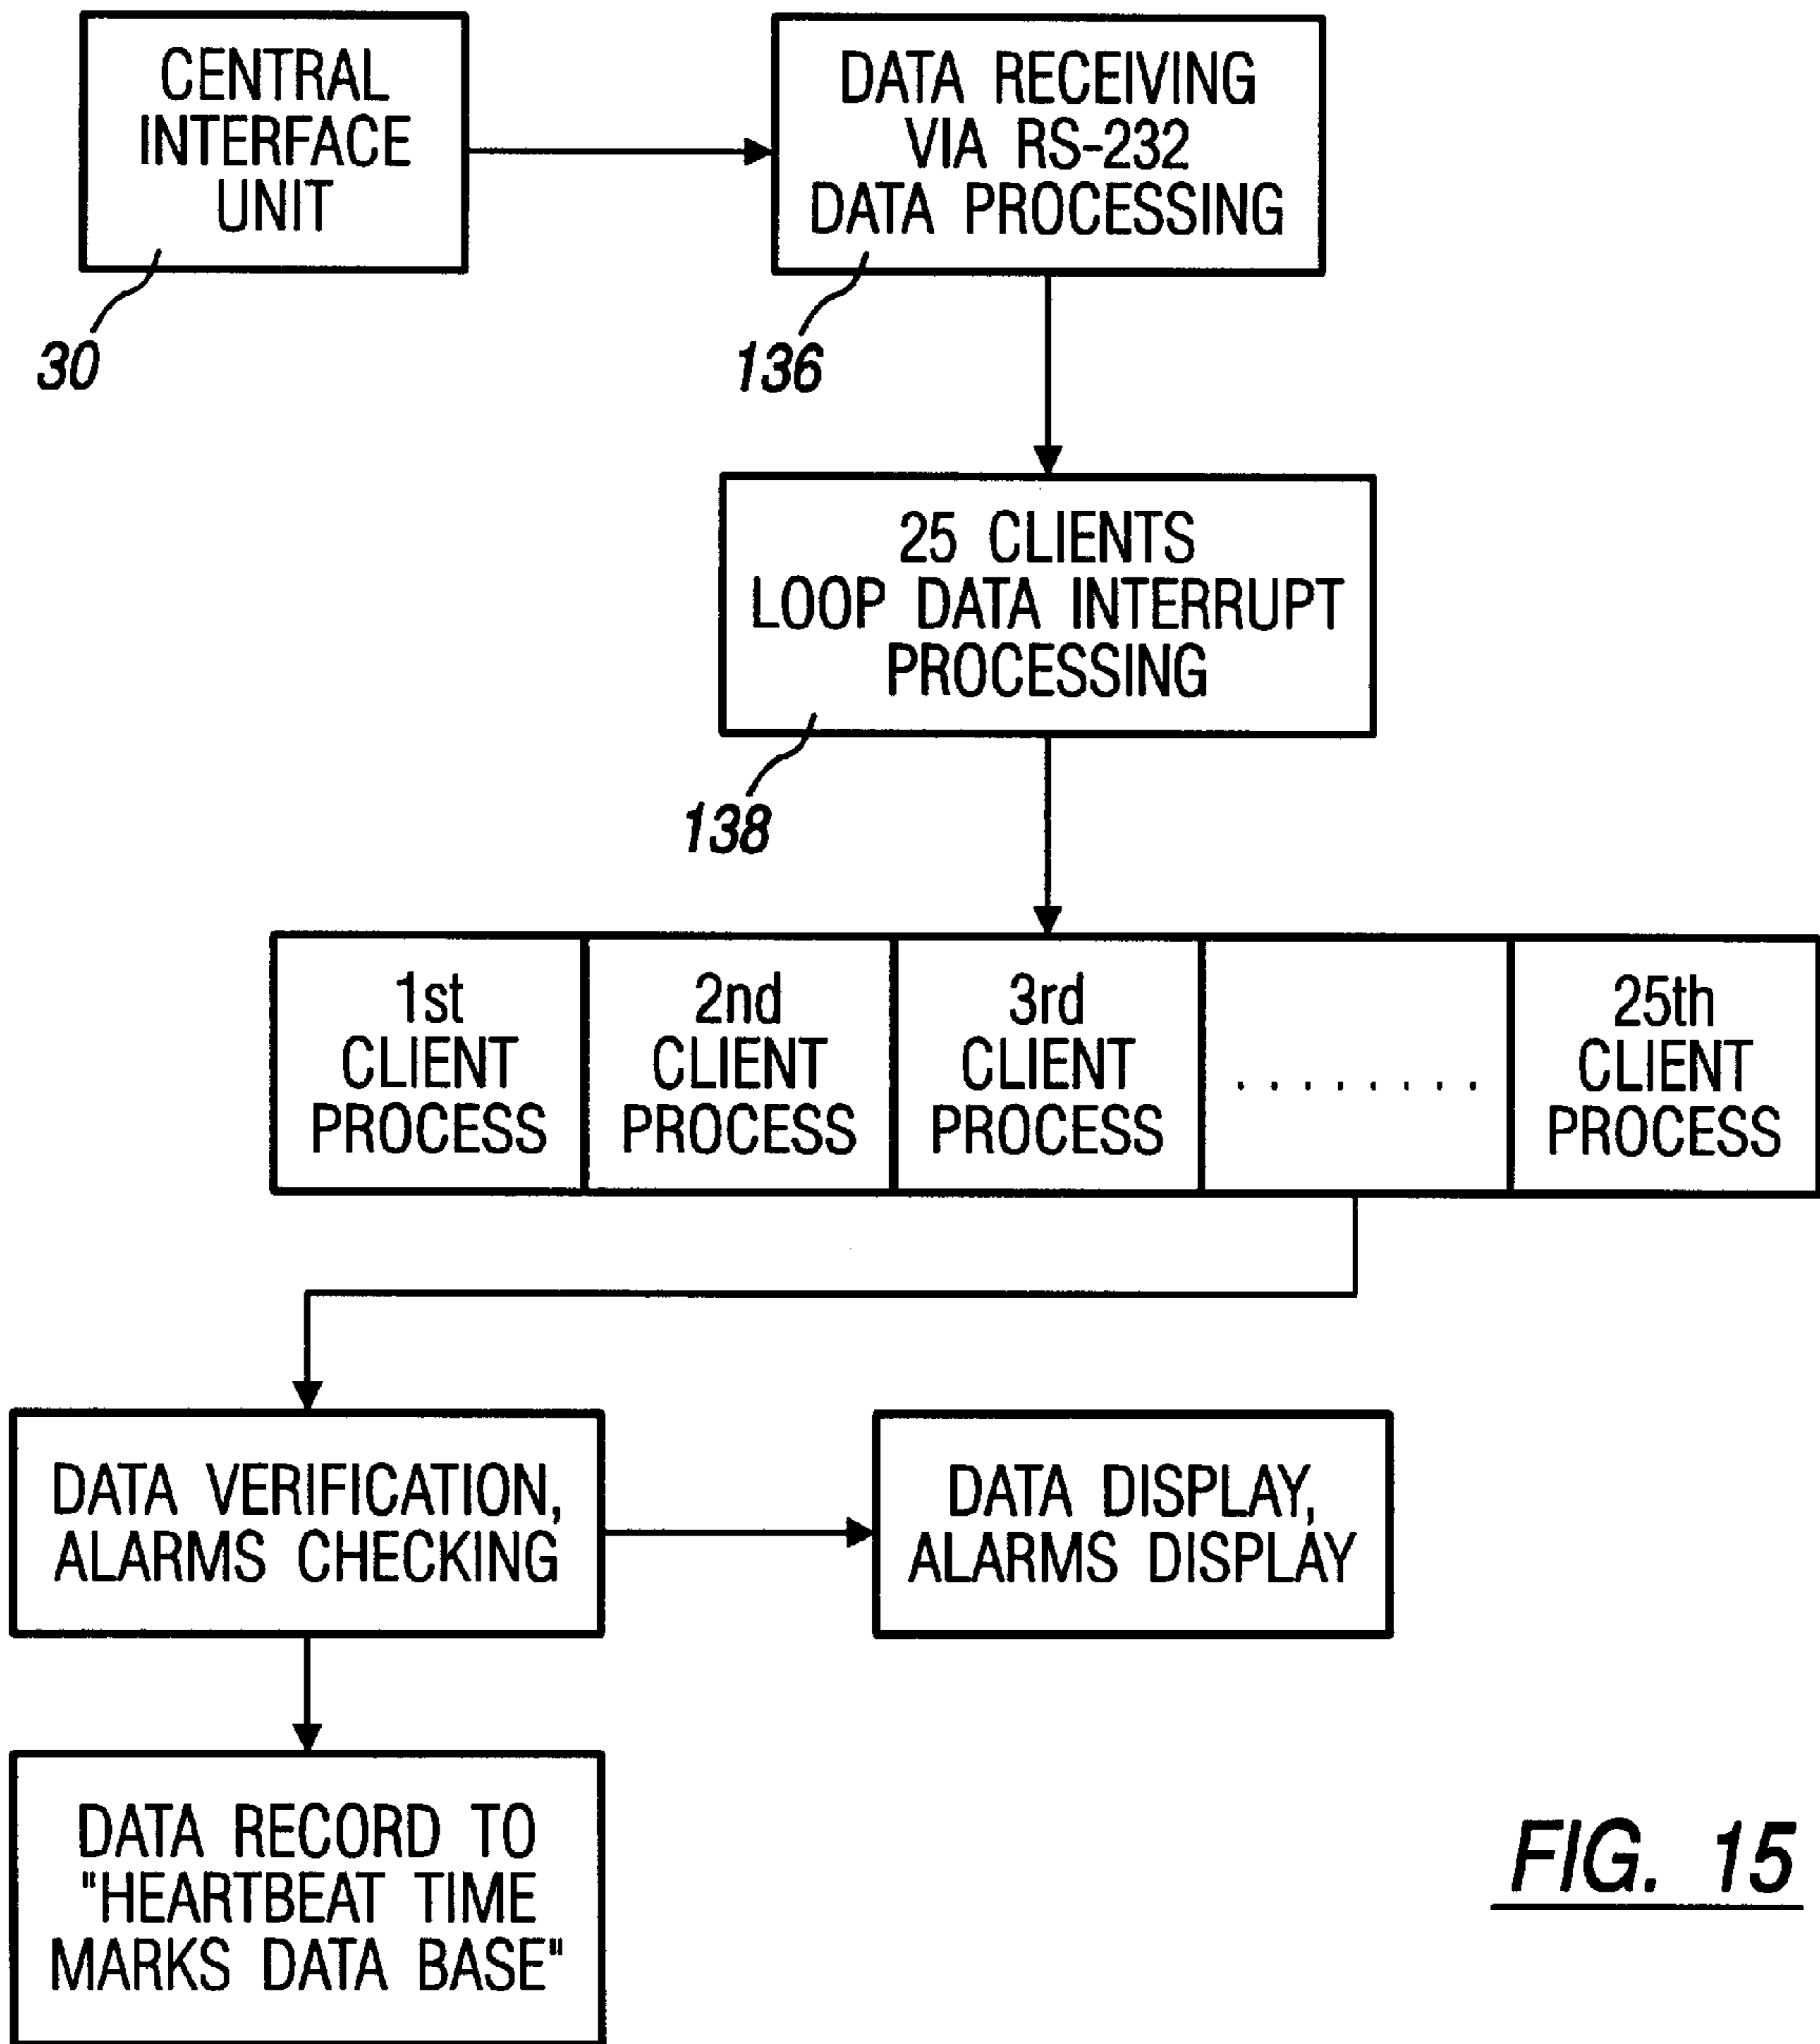 CENTRAL
INTERFACE
UNIT
30
DATA RECEIVING
VIA RS-232
DATA PROCESSING
136
25 CLIENTS
LOOP DATA INTERRUPT
PROCESSING
138
1st
CLIENT
PROCESS
2nd
CLIENT
PROCESS
3rd
CLIENT
PROCESS
........
25th
CLIENT
PROCESS
DATA VERIFICATION,
ALARMS CHECKING
DATA DISPLAY,
ALARMS DISPLAY
DATA RECORD TO
"HEARTBEAT TIME
MARKS DATA BASE"
FIG. 15